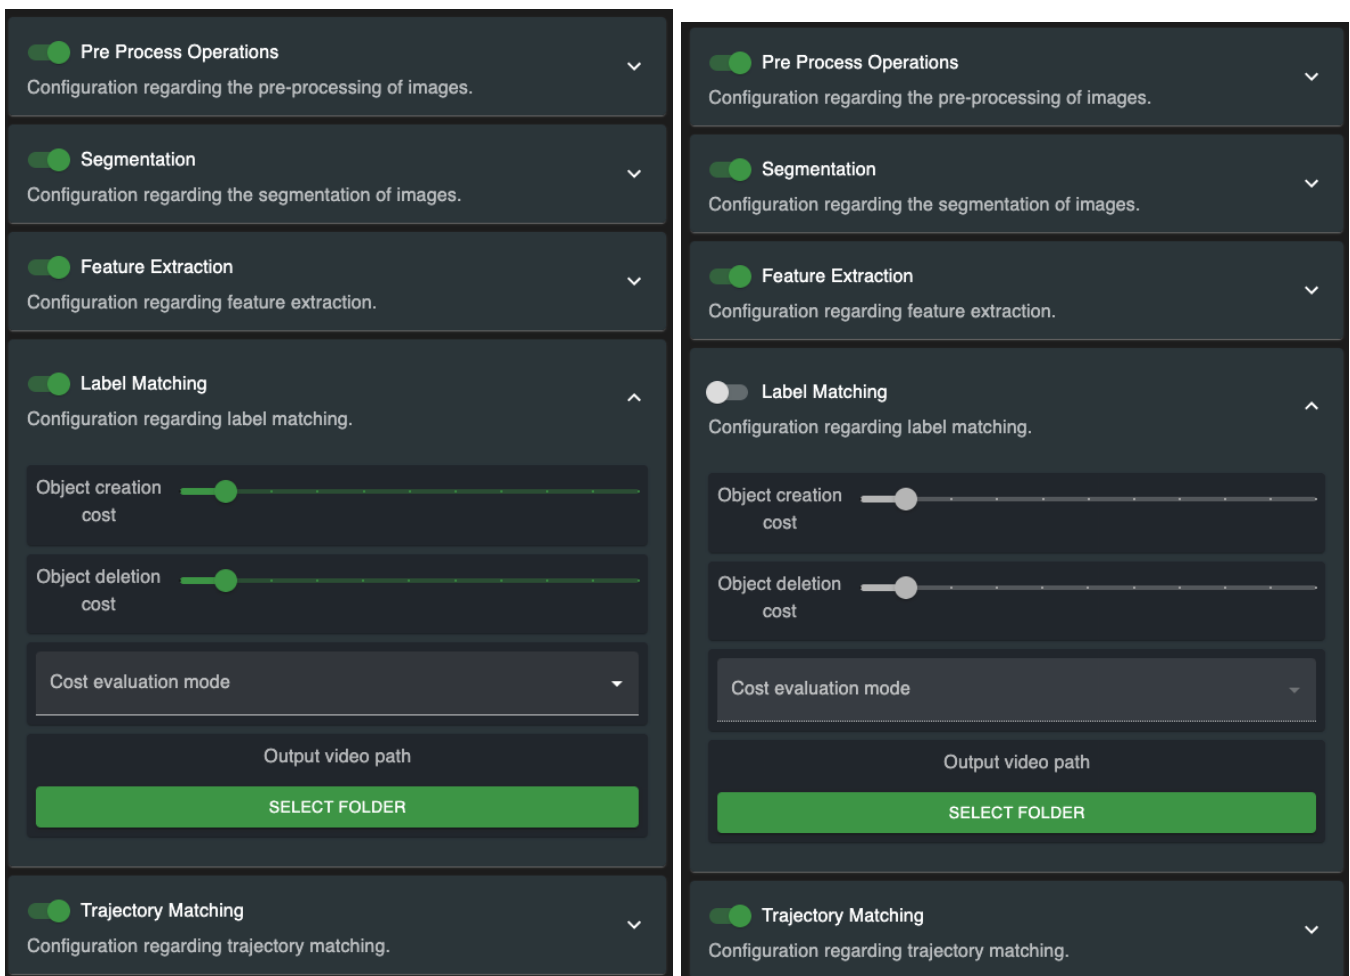 Pre Process Operations
Configuration regarding the pre-processing of images.
Segmentation
Configuration regarding the segmentation of images.
Feature Extraction
Configuration regarding feature extraction.
Label Matching
Configuration regarding label matching.
Object creation
cost
Object deletion
cost
Cost evaluation mode
Output video path
SELECT FOLDER
Trajectory Matching
Configuration regarding trajectory matching.
Pre Process Operations
Configuration regarding the pre-processing of images.
Segmentation
Configuration regarding the segmentation of images.
Feature Extraction
Configuration regarding feature extraction.
Label Matching
Configuration regarding label matching.
Object creation
cost
Object deletion
cost
Cost evaluation mode
Output video path
SELECT FOLDER
Trajectory Matching
Configuration regarding trajectory matching.